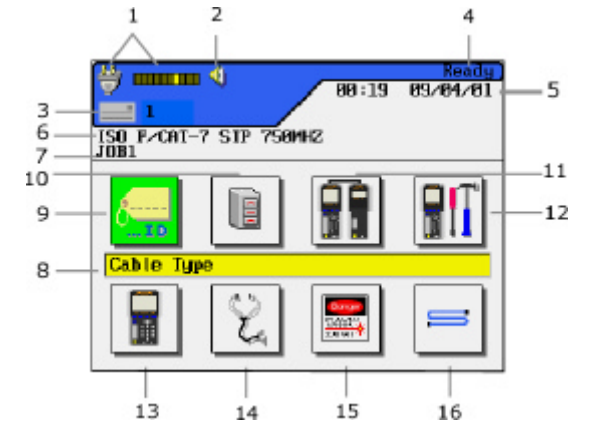 1 2 4
Ready
00:19 09/04/01 5
3 1
6 ISO F/CAT-7 STP 750MHZ
7 JOB1
10 11
9 ...ID 12
8 Cable Type
Danger
13 14 15 16